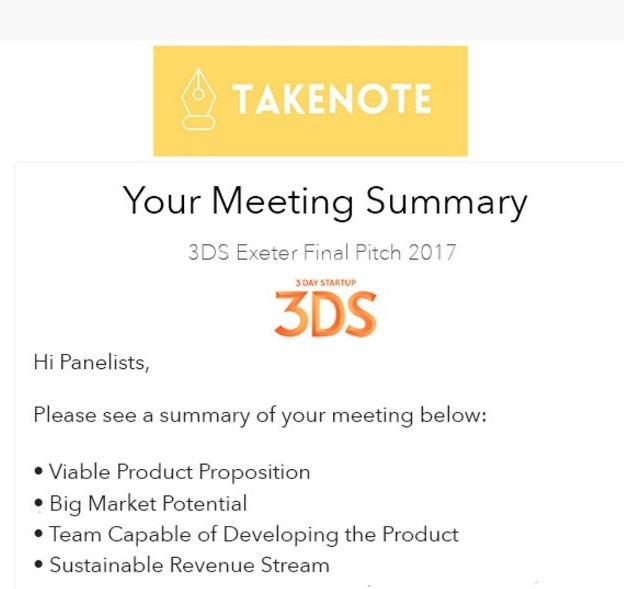 TAKENOTE
Your Meeting Summary
3DS Exeter Final Pitch 2017
3 DAY STARTUP
3DS
Hi Panelists,
Please see a summary of your meeting below:
• Viable Product Proposition
• Big Market Potential
• Team Capable of Developing the Product
• Sustainable Revenue Stream